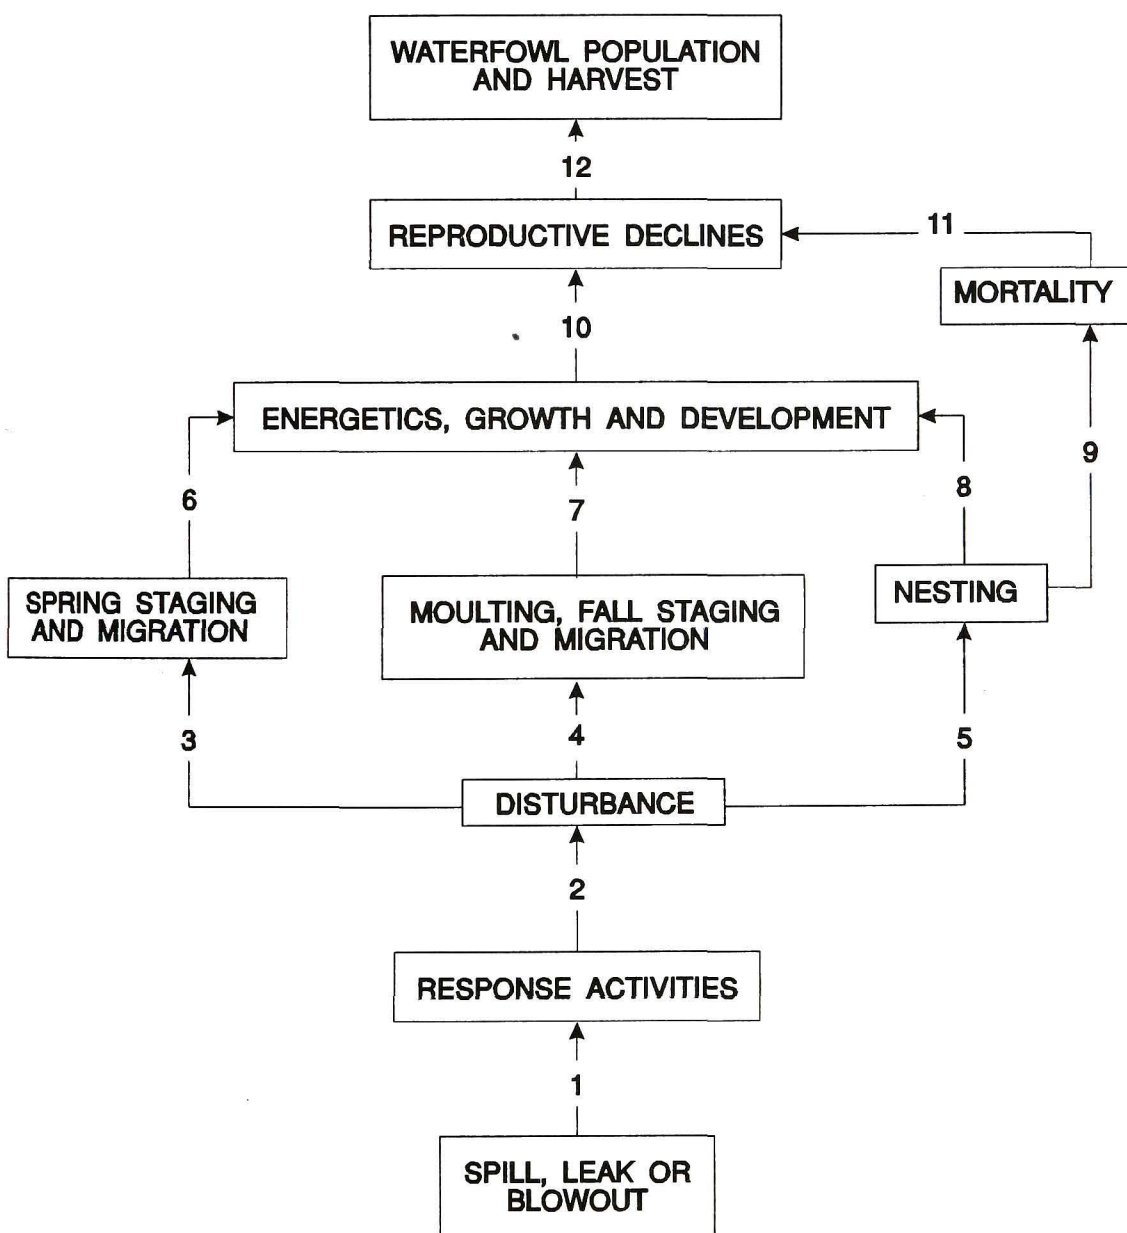 WATERFOWL POPULATION
AND HARVEST
12
REPRODUCTIVE DECLINES
11
MORTALITY
10
ENERGETICS, GROWTH AND DEVELOPMENT
9
6
7
8
SPRING STAGING
AND MIGRATION
MOULTING, FALL STAGING
AND MIGRATION
NESTING
3
4
5
DISTURBANCE
2
RESPONSE ACTIVITIES
1
SPILL, LEAK OR
BLOWOUT